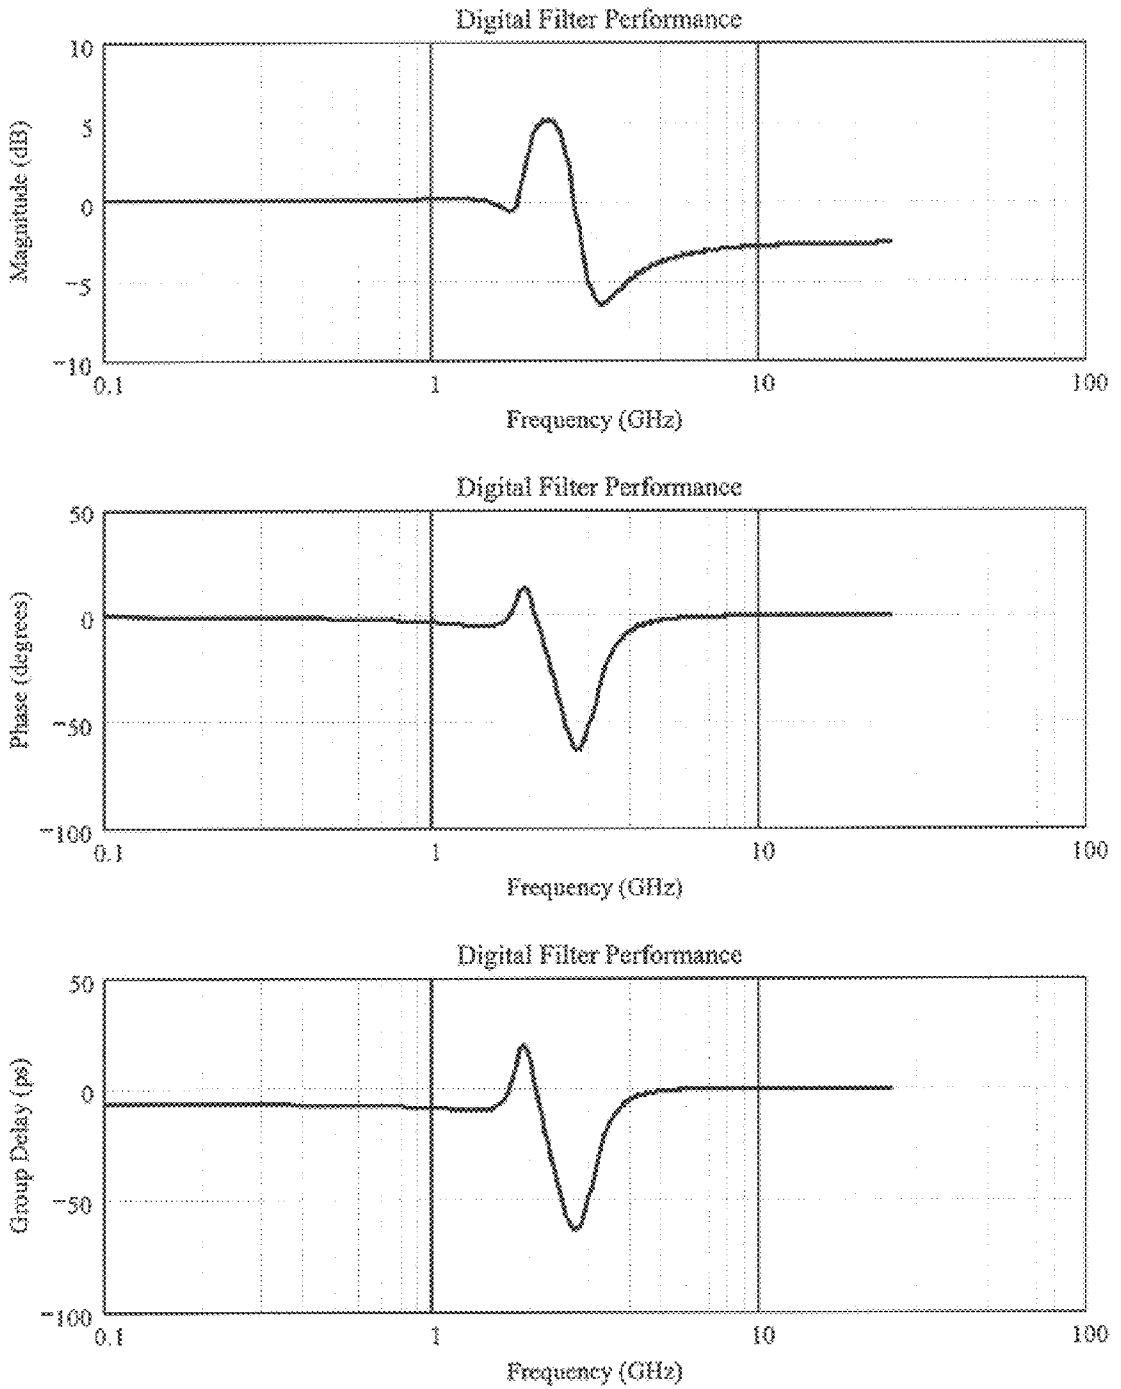 Digital Filter Performance
10
5
0
−5
−10
Magnitude (dB)
0.1
1
10
100
Frequency (GHz)
Digital Filter Performance
50
0
−50
−100
Phase (degrees)
0.1
1
10
100
Frequency (GHz)
Digital Filter Performance
50
0
−50
−100
Group Delay (ps)
0.1
1
10
100
Frequency (GHz)